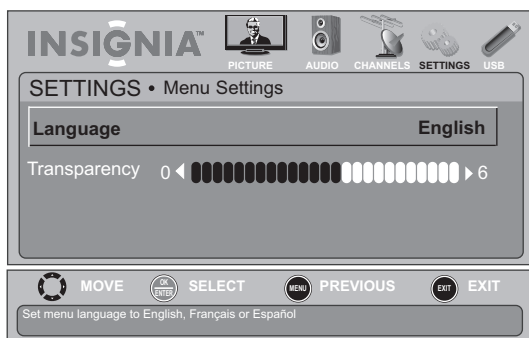 INSIGNIA™
PICTURE AUDIO CHANNELS SETTINGS USB
SETTINGS • Menu Settings
Language English
Transparency 0 6
MOVE OK ENTER SELECT MENU PREVIOUS EXIT EXIT
Set menu language to English, Français or Español